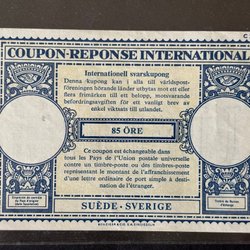 C
COUPON-REPONSE INTERNATIONAL
Internationell svarskupong
Denna kupong kan i alla till världspost-
föreningen hörande länder utbytas mot ett eller
flera frimärken till ett belopp, motsvarande
befordringsavgiften för ett vanligt brev av
enkel viktsats till utlandet.
85 ÖRE
Ce coupon est échangeable dans
tous les Pays de l'Union postale universelle
contre un timbre-poste ou des timbres-poste
représentant le montant de l'affranchissement
d'une lettre ordinaire de port simple à desti-
nation de l'étranger.
SUÈDE - SVERIGE